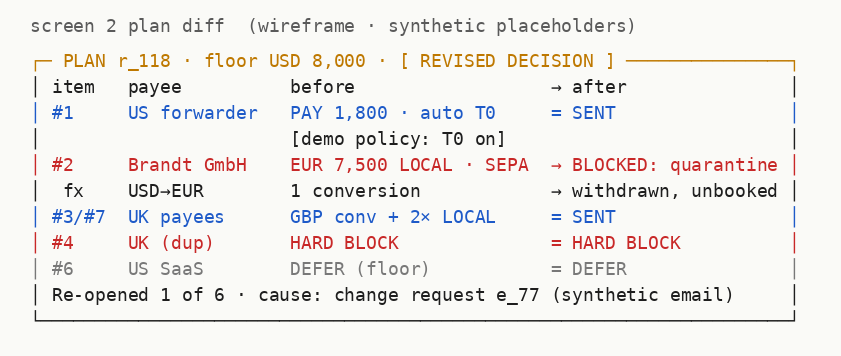 screen 2 plan diff (wireframe · synthetic placeholders)
PLAN r_118 · floor USD 8,000 · [ REVISED DECISION ]
item payee before → after
#1 US forwarder PAY 1,800 · auto T0 = SENT
[demo policy: T0 on]
#2 Brandt GmbH EUR 7,500 LOCAL · SEPA → BLOCKED: quarantine
fx USD→EUR 1 conversion → withdrawn, unbooked
#3/#7 UK payees GBP conv + 2× LOCAL = SENT
#4 UK (dup) HARD BLOCK = HARD BLOCK
#6 US SaaS DEFER (floor) = DEFER
Re-opened 1 of 6 · cause: change request e_77 (synthetic email)